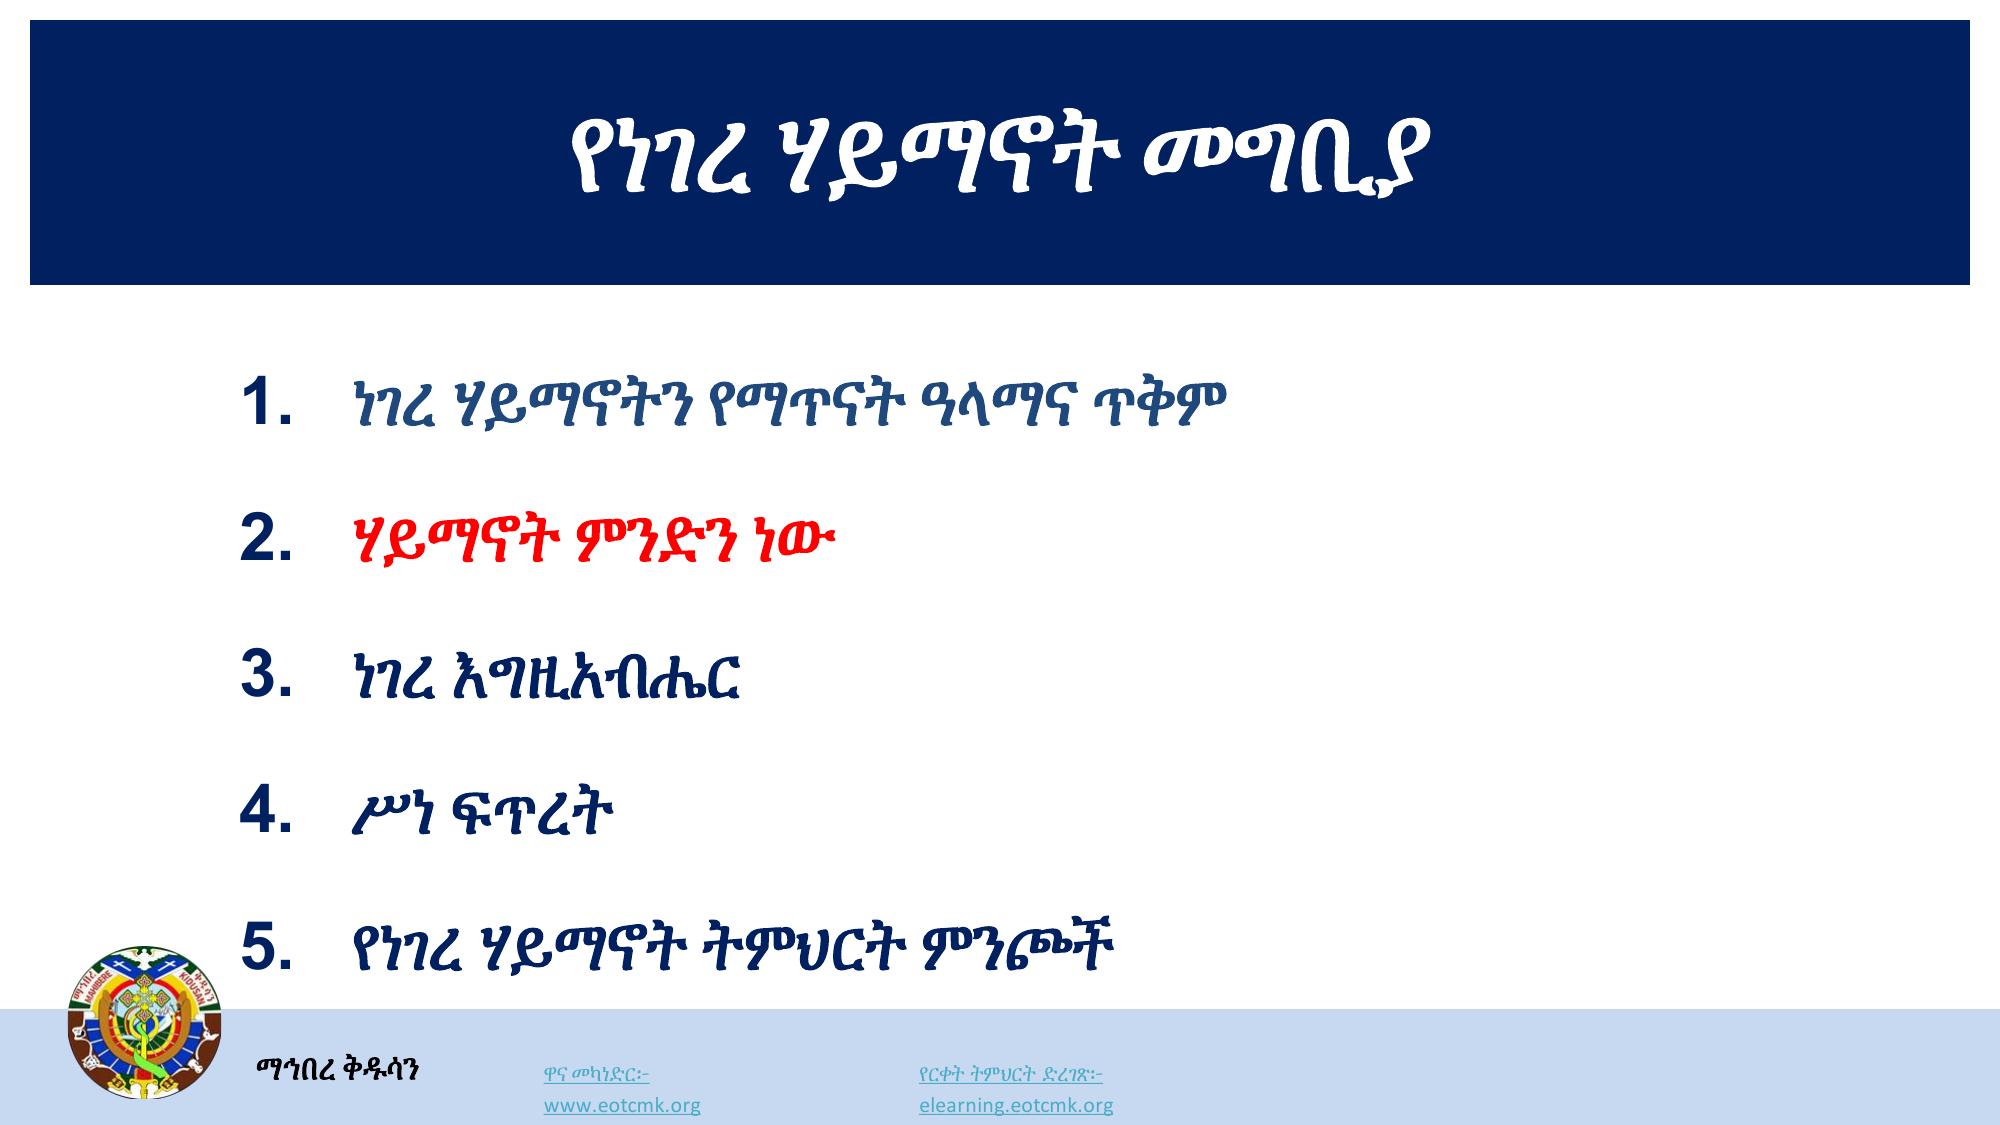 የነገረ ሃይማኖት መግቢያ
1. ነገረ ሃይማኖትን የማጥናት ዓላማና ጥቅም
2. ሃይማኖት ምንድን ነው
3. ነገረ እግዚአብሔር
4. ሥነ ፍጥረት
5. የነገረ ሃይማኖት ትምህርት ምንጮች
ማኅበረ ቅዱሳን
MAHIBERE KIDUSAN
ማኅበረ ቅዱሳን
ዋና መካነድር፡-
www.eotcmk.org
የርቀት ትምህርት ድረገጽ፡-
elearning.eotcmk.org